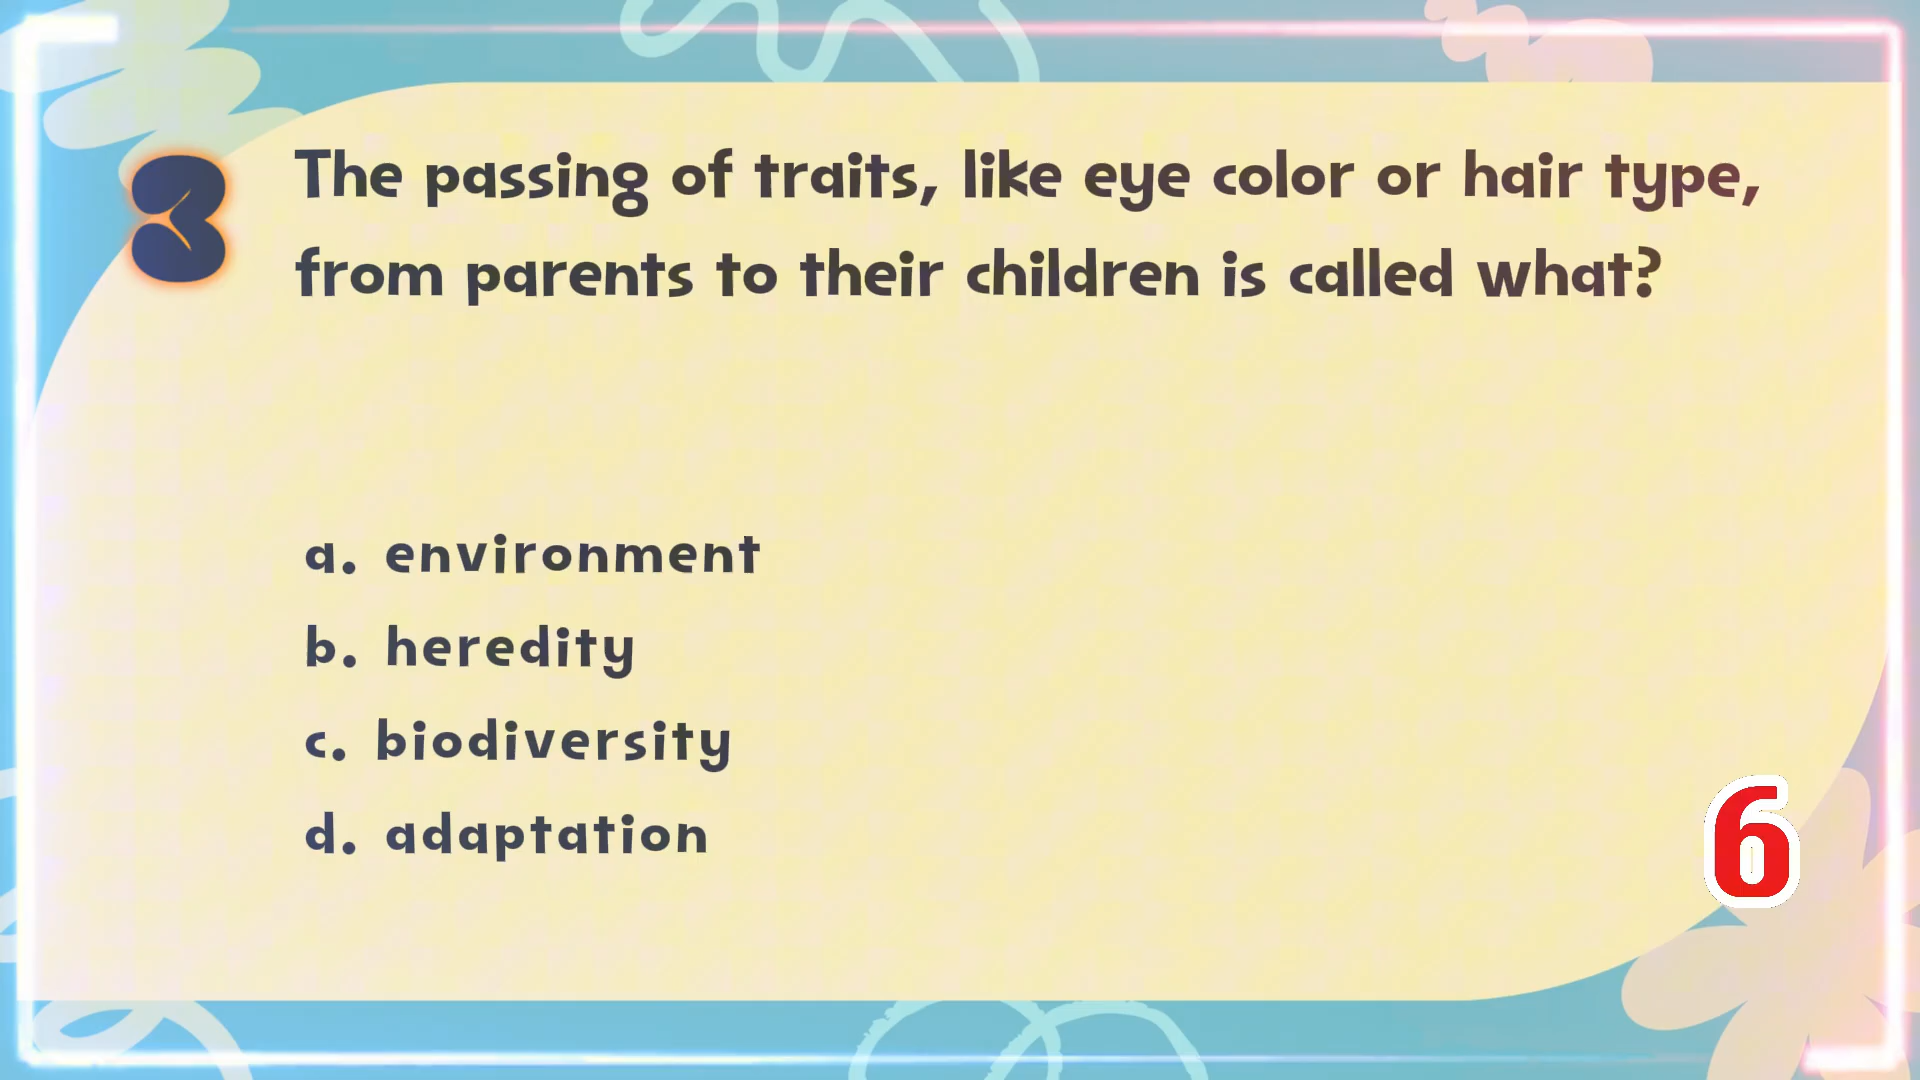 3
The passing of traits, like eye color or hair type,
from parents to their children is called what?
a. environment
b. heredity
c. biodiversity
d. adaptation
6